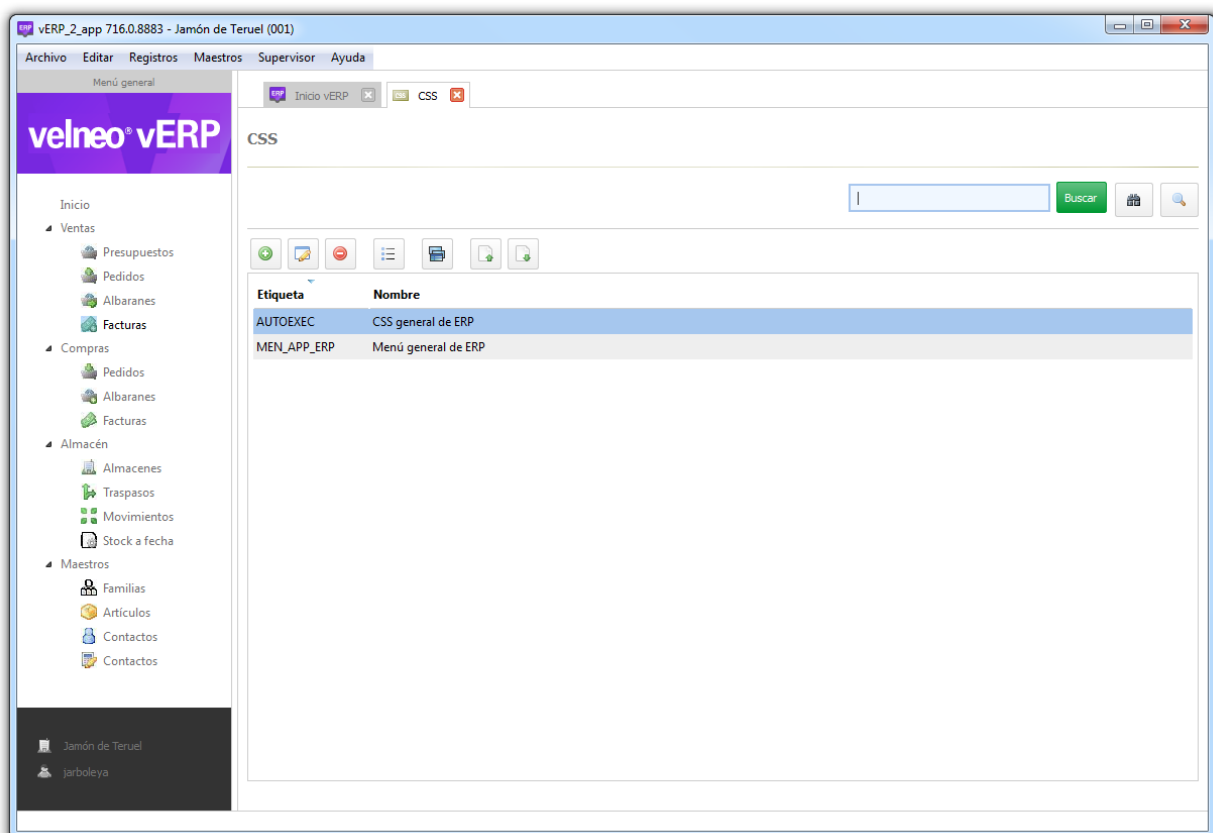 vERP_2_app 716.0.8883 - Jamón de Teruel (001)
Archivo Editar Registros Maestros Supervisor Ayuda
Menú general
ERP Inicio vERP CSS CSS
velneo® vERP
CSS
Buscar
Inicio
Ventas
Presupuestos
Pedidos
Albaranes
Facturas
Compras
Pedidos
Albaranes
Facturas
Almacén
Almacenes
Traspasos
Movimientos
Stock a fecha
Maestros
Familias
Artículos
Contactos
Contactos
Jamón de Teruel
jarboleya
Etiqueta Nombre
AUTOEXEC CSS general de ERP
MEN_APP_ERP Menú general de ERP